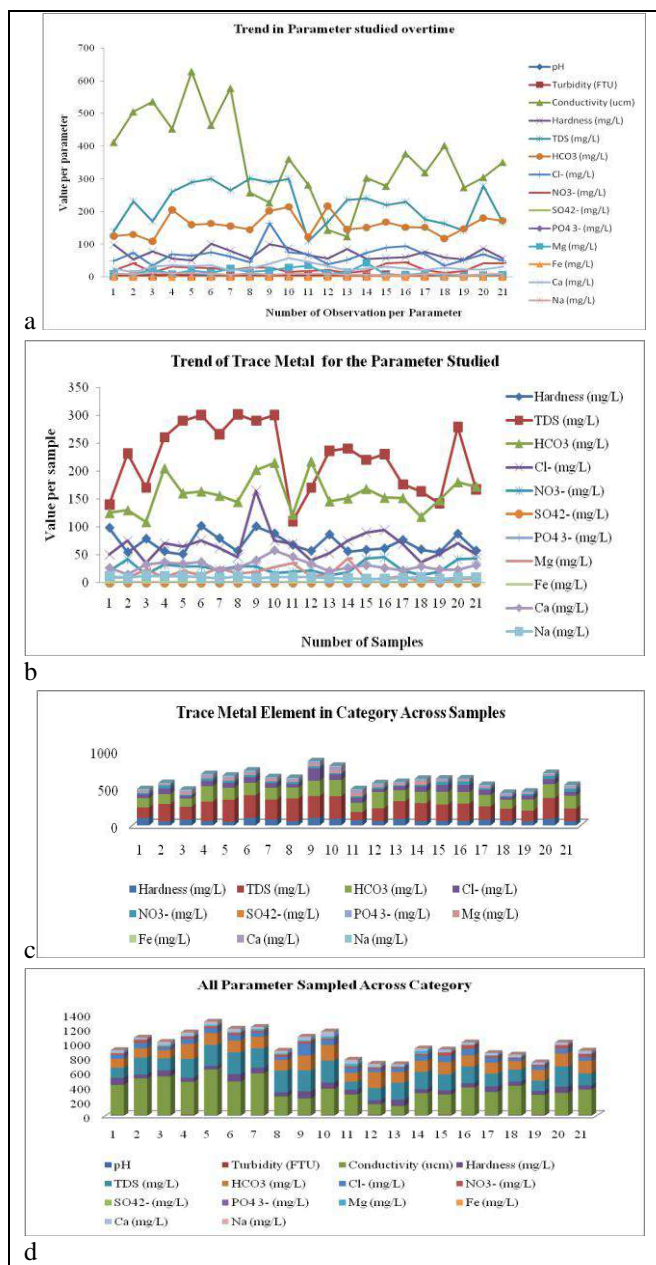 Trend in Parameter studied overtime
700
600
500
400
300
200
100
0
Value per parameter
1 2 3 4 5 6 7 8 9 10 11 12 13 14 15 16 17 18 19 20 21
Number of Observation per Parameter
pH
Turbidity (FTU)
Conductivity (ucm)
Hardness (mg/L)
TDS (mg/L)
HCO3 (mg/L)
Cl- (mg/L)
NO3- (mg/L)
SO42- (mg/L)
PO4 3- (mg/L)
Mg (mg/L)
Fe (mg/L)
Ca (mg/L)
Na (mg/L)
a
Trend of Trace Metal for the Parameter Studied
350
300
250
200
150
100
50
0
Value per sample
1 2 3 4 5 6 7 8 9 10 11 12 13 14 15 16 17 18 19 20 21
Number of Samples
Hardness (mg/L)
TDS (mg/L)
HCO3 (mg/L)
Cl- (mg/L)
NO3- (mg/L)
SO42- (mg/L)
PO4 3- (mg/L)
Mg (mg/L)
Fe (mg/L)
Ca (mg/L)
Na (mg/L)
b
Trace Metal Element in Category Across Samples
1000
500
0
1 2 3 4 5 6 7 8 9 10 11 12 13 14 15 16 17 18 19 20 21
Hardness (mg/L) TDS (mg/L) HCO3 (mg/L) Cl- (mg/L)
NO3- (mg/L) SO42- (mg/L) PO4 3- (mg/L) Mg (mg/L)
Fe (mg/L) Ca (mg/L) Na (mg/L)
c
All Parameter Sampled Across Category
1400
1200
1000
800
600
400
200
0
1 2 3 4 5 6 7 8 9 10 11 12 13 14 15 16 17 18 19 20 21
pH Turbidity (FTU) Conductivity (ucm) Hardness (mg/L)
TDS (mg/L) HCO3 (mg/L) Cl- (mg/L) NO3- (mg/L)
SO42- (mg/L) PO4 3- (mg/L) Mg (mg/L) Fe (mg/L)
Ca (mg/L) Na (mg/L)
d